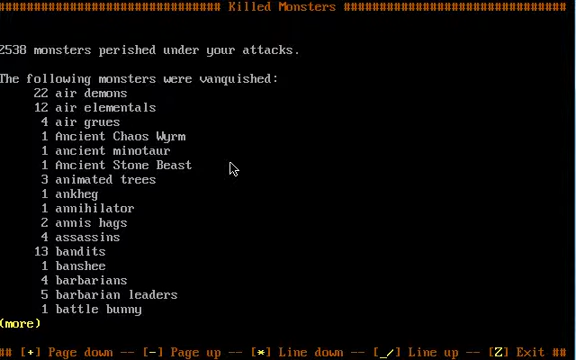 ############################### Killed Monsters ###############################
2538 monsters perished under your attacks.
The following monsters were vanquished:
22 air demons
12 air elementals
4 air grues
1 Ancient Chaos Wyrm
1 ancient minotaur
1 Ancient Stone Beast
3 animated trees
1 ankheg
1 annihilator
2 annis hags
4 assassins
13 bandits
1 banshee
4 barbarians
5 barbarian leaders
1 battle bunny
(more)
## [+] Page down -- [-] Page up -- [*] Line down -- [_/] Line up -- [Z] Exit ##